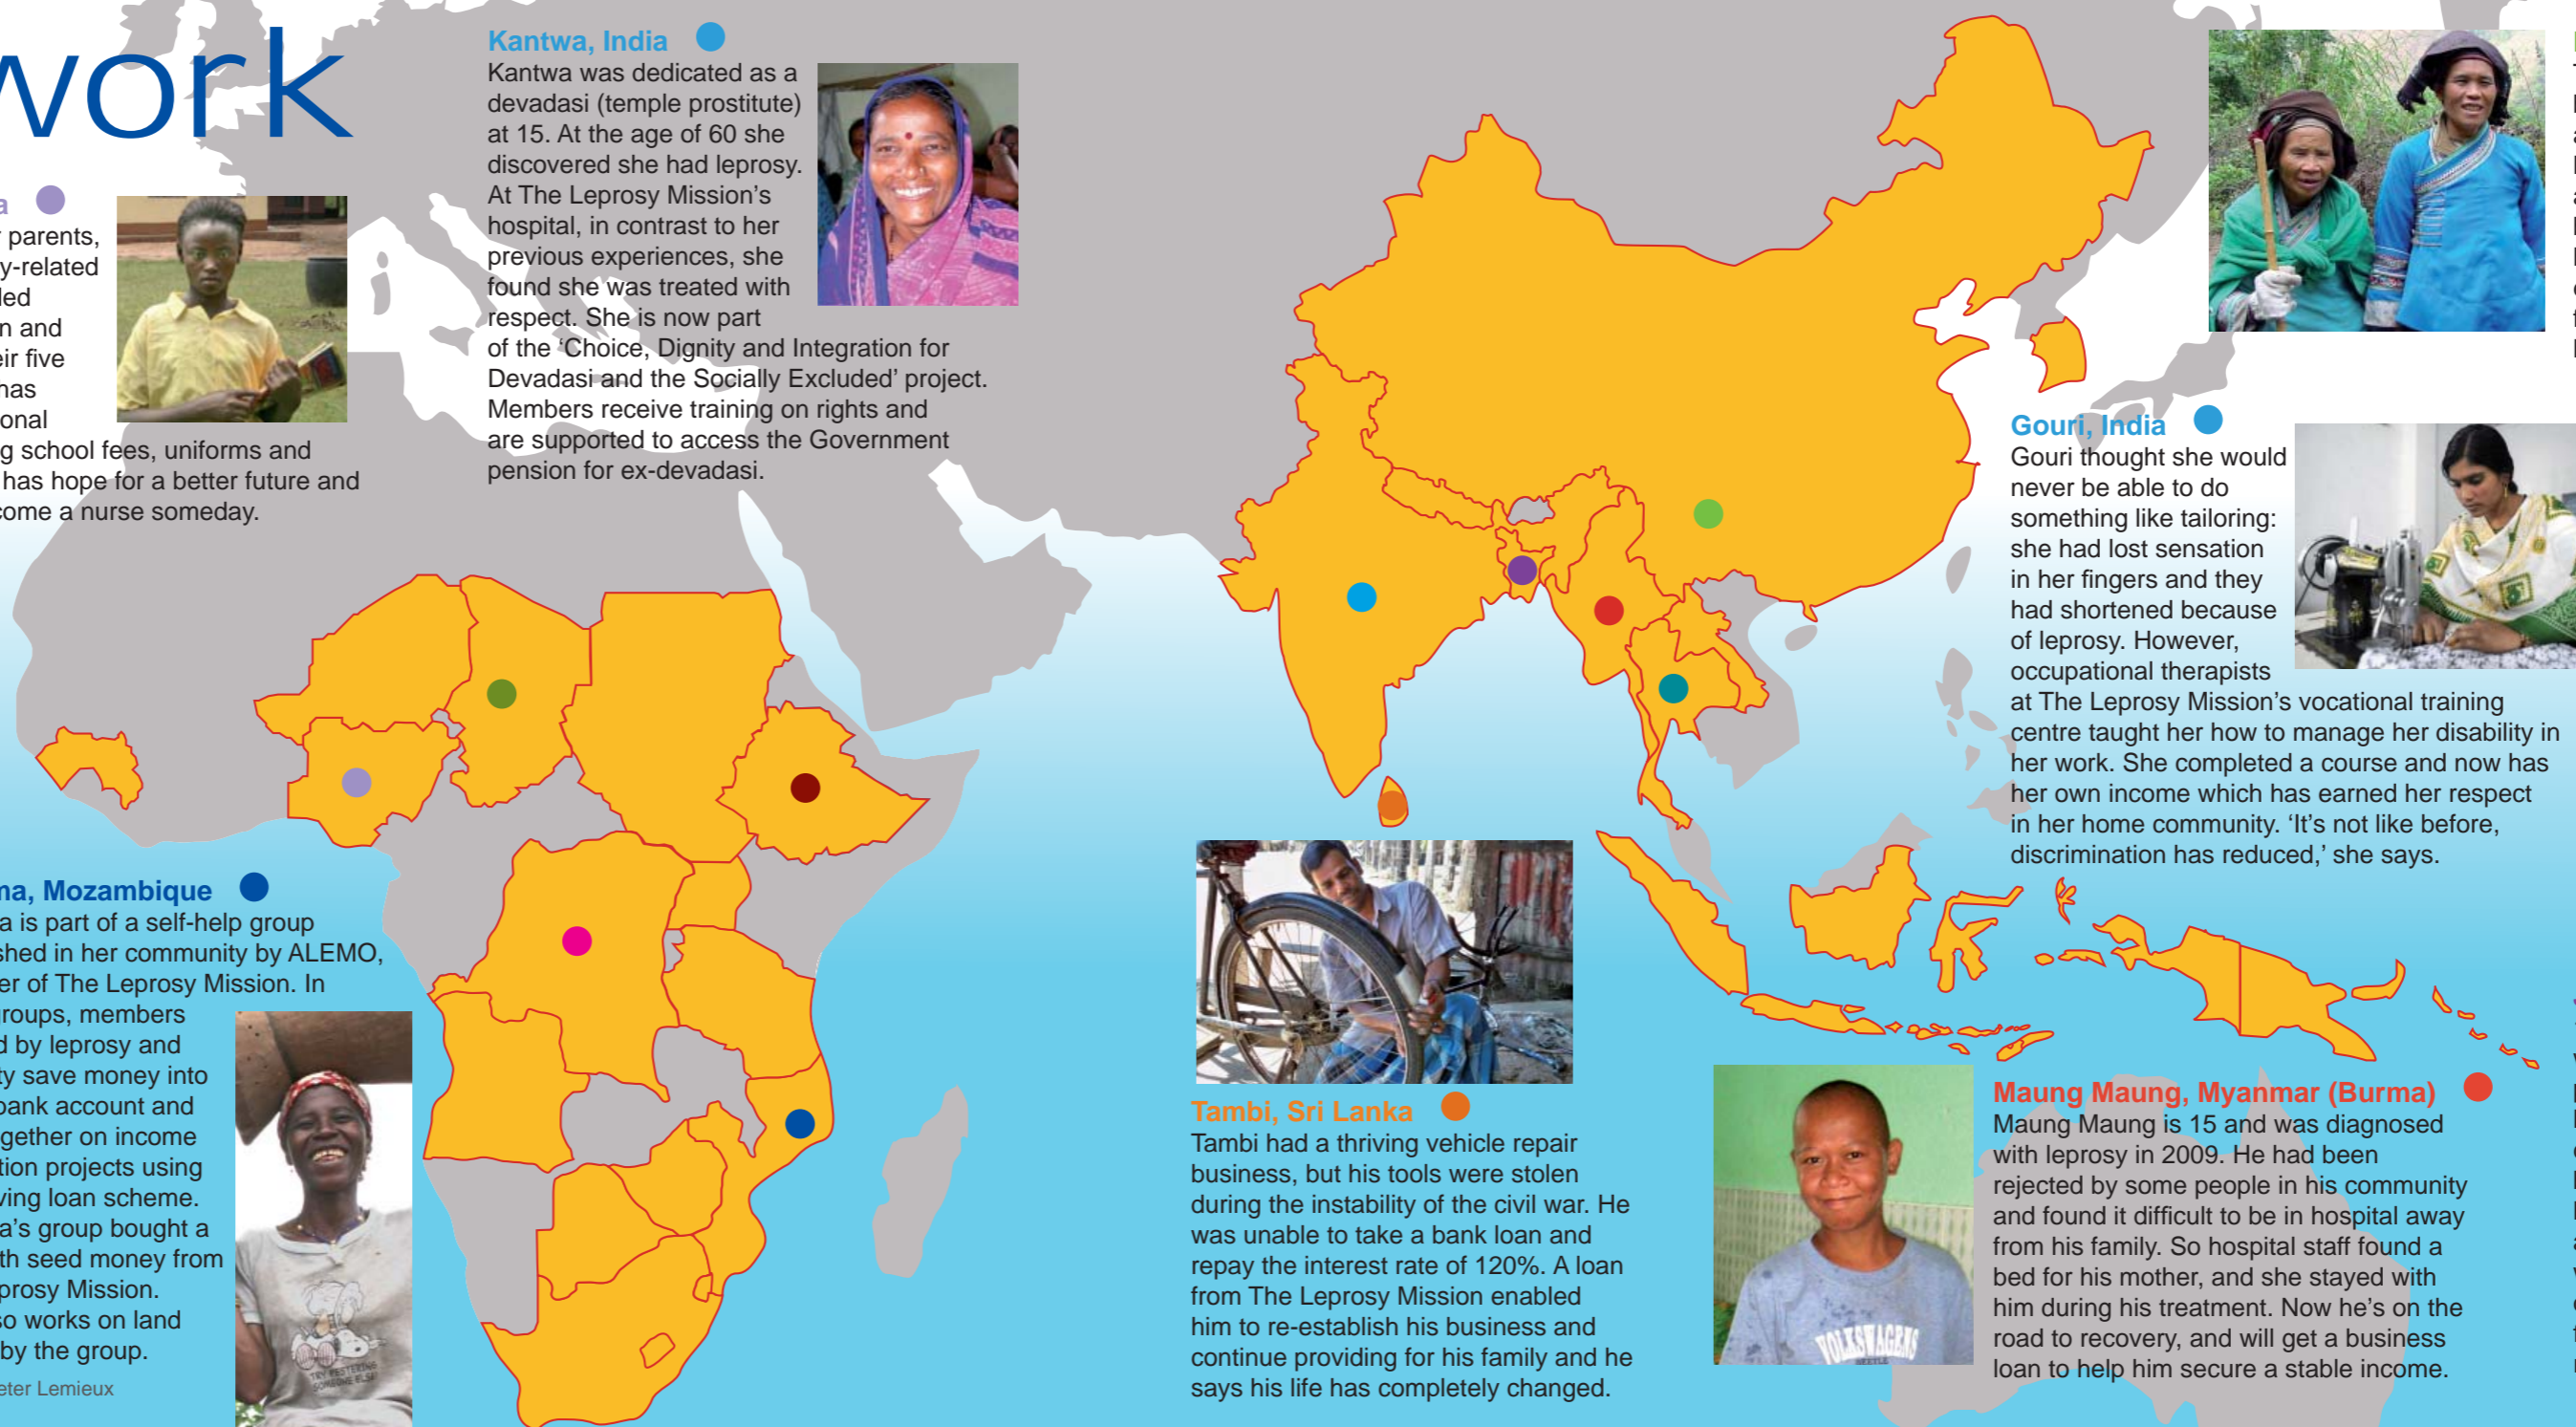 work
Kantwa, India
Kantwa was dedicated as a
devadasi (temple prostitute)
at 15. At the age of 60 she
discovered she had leprosy.
At The Leprosy Mission’s
hospital, in contrast to her
previous experiences, she
found she was treated with
respect. She is now part
of the ‘Choice, Dignity and Integration for
Devadasi and the Socially Excluded’ project.
Members receive training on rights and
are supported to access the Government
pension for ex-devadasi.
parents,
y-related
led
n and
eir five
has
onal
g school fees, uniforms and
has hope for a better future and
come a nurse someday.
ma, Mozambique
a is part of a self-help group
shed in her community by ALEMO,
er of The Leprosy Mission. In
groups, members
d by leprosy and
ty save money into
bank account and
gether on income
tion projects using
ving loan scheme.
a’s group bought a
th seed money from
prosy Mission.
so works on land
by the group.
eter Lemieux
TRY PESTERING
SOMEONE ELSE
Gouri, India
Gouri thought she would
never be able to do
something like tailoring:
she had lost sensation
in her fingers and they
had shortened because
of leprosy. However,
occupational therapists
at The Leprosy Mission’s vocational training
centre taught her how to manage her disability in
her work. She completed a course and now has
her own income which has earned her respect
in her home community. ‘It’s not like before,
discrimination has reduced,’ she says.
Tambi, Sri Lanka
Tambi had a thriving vehicle repair
business, but his tools were stolen
during the instability of the civil war. He
was unable to take a bank loan and
repay the interest rate of 120%. A loan
from The Leprosy Mission enabled
him to re-establish his business and
continue providing for his family and he
says his life has completely changed.
VOLKSWAGENS
BEETLE
Maung Maung, Myanmar (Burma)
Maung Maung is 15 and was diagnosed
with leprosy in 2009. He had been
rejected by some people in his community
and found it difficult to be in hospital away
from his family. So hospital staff found a
bed for his mother, and she stayed with
him during his treatment. Now he’s on the
road to recovery, and will get a business
loan to help him secure a stable income.